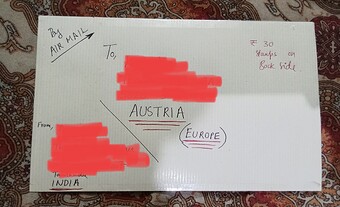 By
AIR MAIL
To,
₹ 30
Stamps on
Back Side
AUSTRIA
(EUROPE)
From,
INDIA